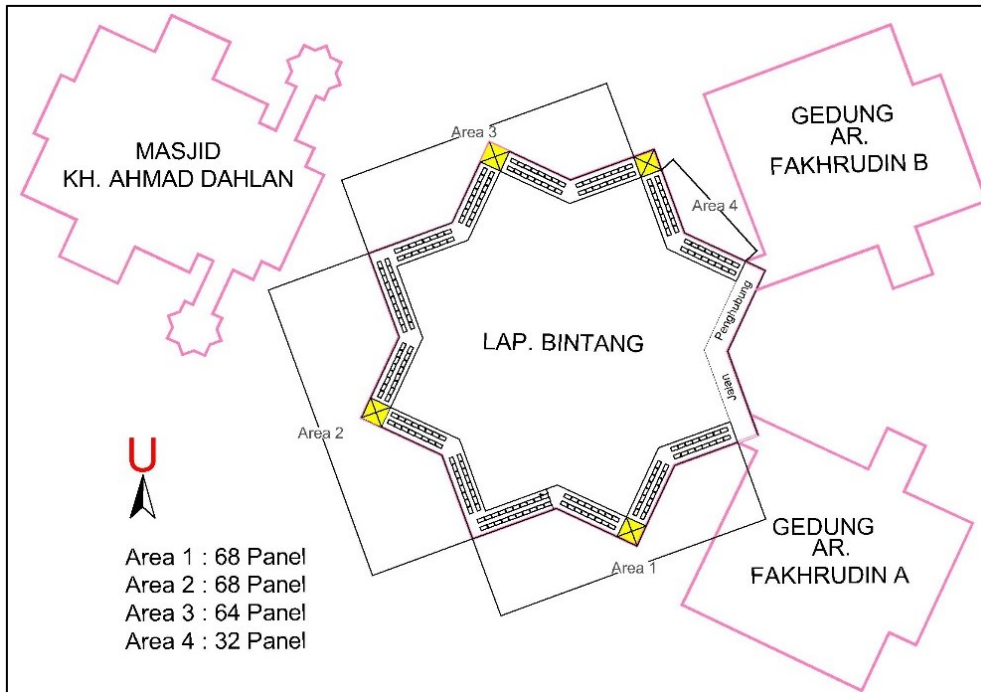 MASJID
KH. AHMAD DAHLAN
GEDUNG
AR.
FAKHRUDIN B
Area 3
Area 4
Penghubung
Jalan
LAP. BINTANG
Area 2
U
Area 1
GEDUNG
AR.
FAKHRUDIN A
Area 1 : 68 Panel
Area 2 : 68 Panel
Area 3 : 64 Panel
Area 4 : 32 Panel